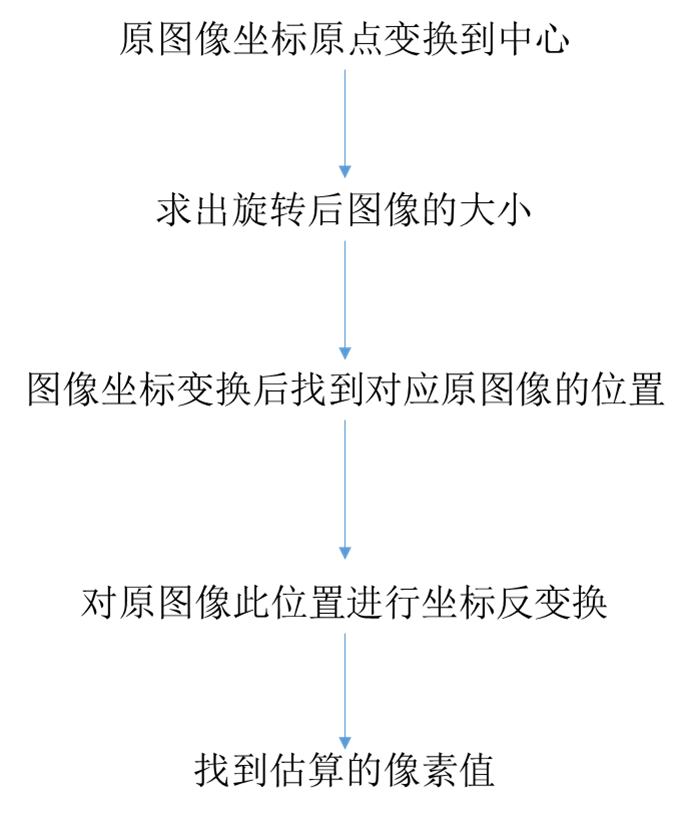 原图像坐标原点变换到中心
求出旋转后图像的大小
图像坐标变换后找到对应原图像的位置
对原图像此位置进行坐标反变换
找到估算的像素值